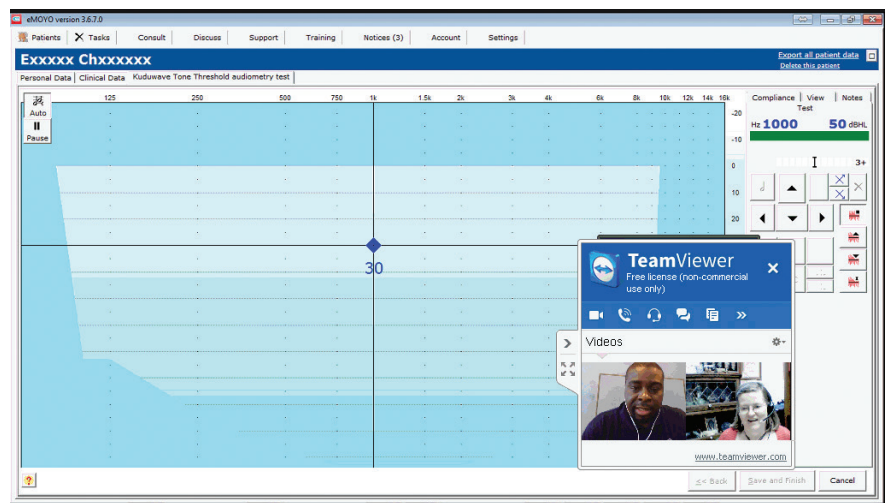 eMOYO version 3.6.7.0
Patients Tasks Consult Discuss Support Training Notices (3) Account Settings
Exxxxx Chxxxxxx
Export all patient data
Delete this patient
Personal Data Clinical Data Kuduwave Tone Threshold audiometry test
Auto
Pause
125 250 500 750 1k 1.5k 2k 3k 4k 6k 8k 10k 12k 14k 16k
-20
-10
0
10
20
30
Compliance View Notes
Test
Hz 1000 50 dBHL
3+
TeamViewer
Free license (non-commercial
use only)
Videos
www.teamviewer.com
<< Back Save and Finish Cancel